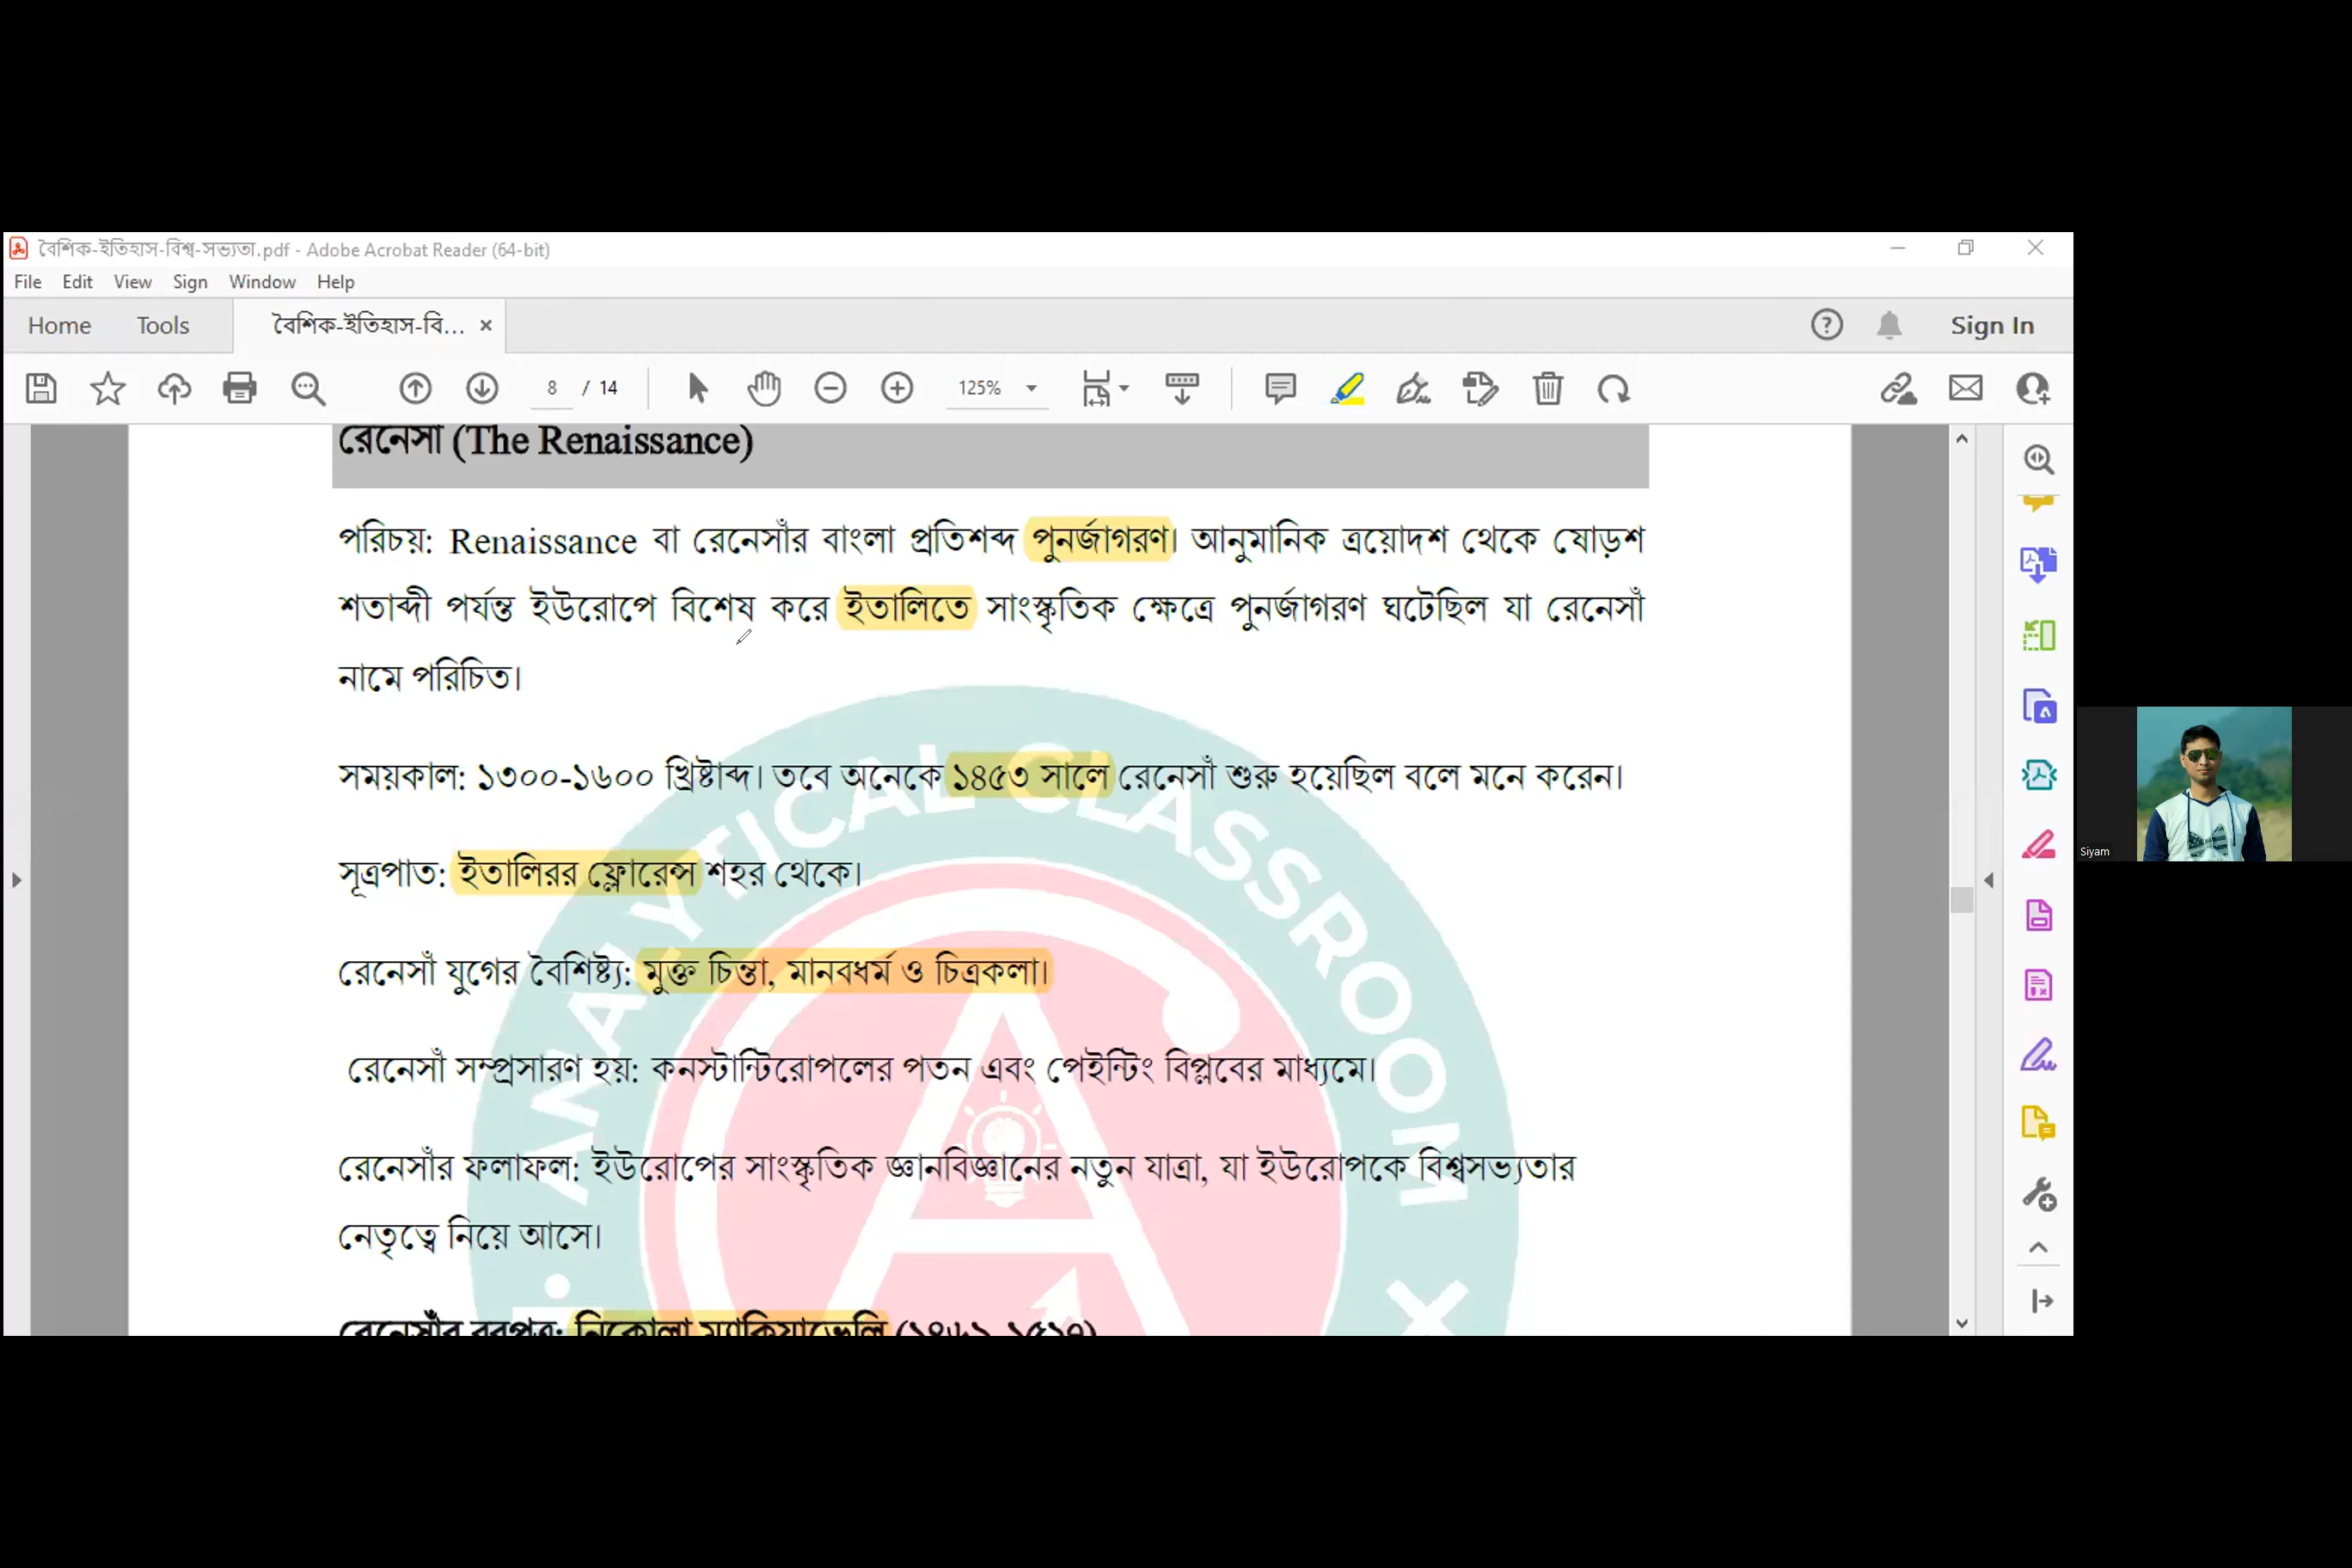 বৈশিক-ইতিহাস-বিশ্ব-সভ্যতা.pdf - Adobe Acrobat Reader (64-bit)
File Edit View Sign Window Help
Home Tools বৈশিক-ইতিহাস-বি... × Sign In
8 / 14 125%
রেনেসা (The Renaissance)
পরিচয়: Renaissance বা রেনেসাঁর বাংলা প্রতিশব্দ পুনর্জাগরণ। আনুমানিক ত্রয়োদশ থেকে ষোড়শ
শতাব্দী পর্যন্ত ইউরোপে বিশেষ করে ইতালিতে সাংস্কৃতিক ক্ষেত্রে পুনর্জাগরণ ঘটেছিল যা রেনেসাঁ
নামে পরিচিত।
সময়কাল: ১৩০০-১৬০০ খ্রিষ্টাব্দ। তবে অনেকে ১৪৫৩ সালে রেনেসাঁ শুরু হয়েছিল বলে মনে করেন।
সূত্রপাত: ইতালিরর ফ্লোরেন্স শহর থেকে।
রেনেসাঁ যুগের বৈশিষ্ট্য: মুক্ত চিন্তা, মানবধর্ম ও চিত্রকলা।
রেনেসাঁ সম্প্রসারণ হয়: কনস্টান্টিরোপলের পতন এবং পেইন্টিং বিপ্লবের মাধ্যমে।
রেনেসাঁর ফলাফল: ইউরোপের সাংস্কৃতিক জ্ঞানবিজ্ঞানের নতুন যাত্রা, যা ইউরোপকে বিশ্বসভ্যতার
নেতৃত্বে নিয়ে আসে।
রেনেসাঁর বরপুত্র: নিকোলা ম্যাকিয়াভেলি
ANALYTICAL CLASSROOM
Siyam